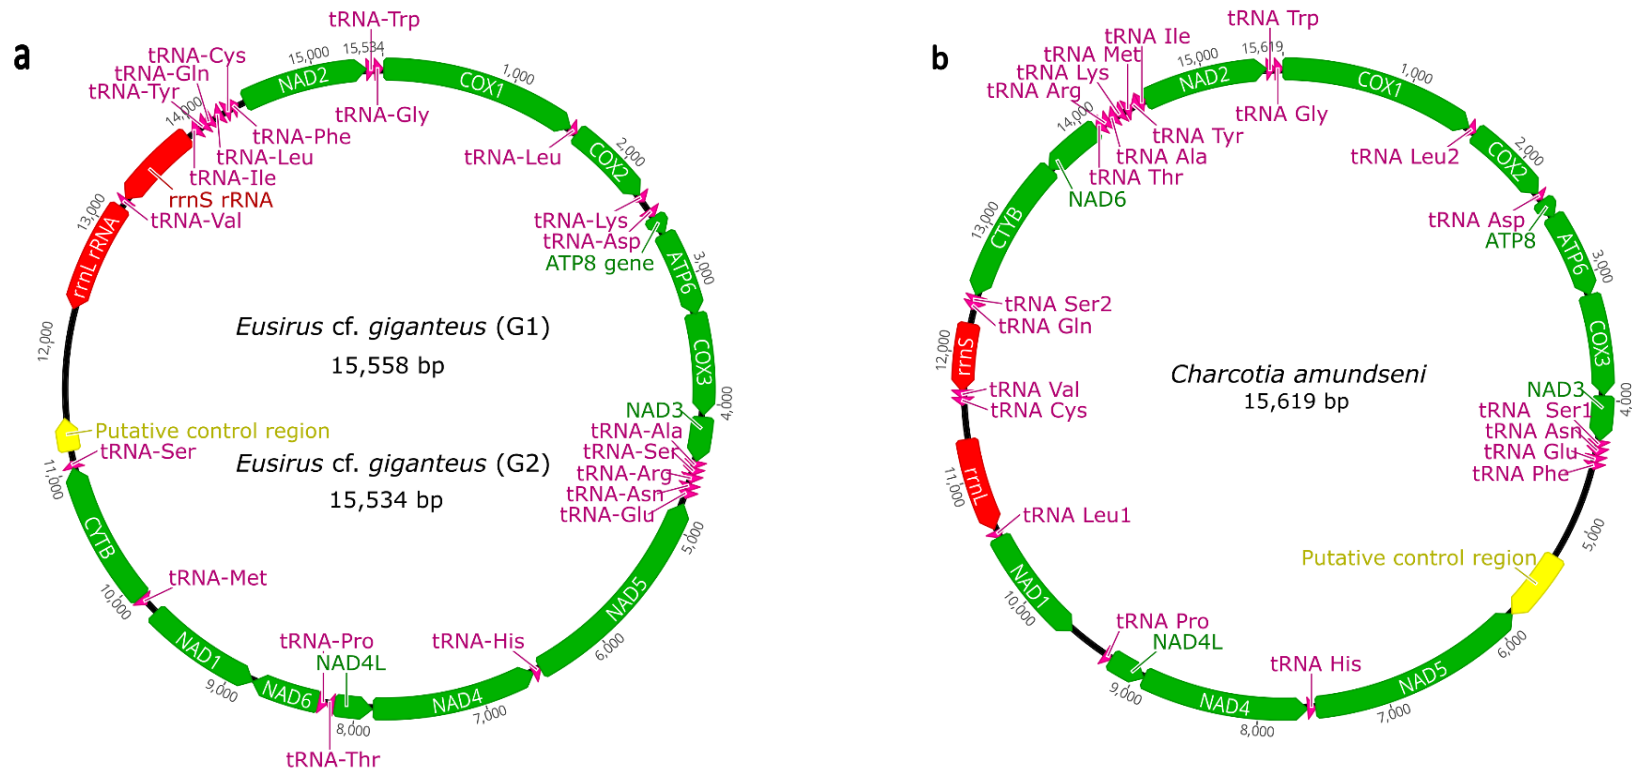 a
tRNA-Trp
15,534
15,000
tRNA-Cys
tRNA-Gln
tRNA-Tyr
14,000
NAD2
COX1
1,000
tRNA-Gly
tRNA-Phe
tRNA-Leu
tRNA-Ile
rrnS rRNA
tRNA-Val
13,000
rrnL rRNA
tRNA-Leu
COX2
2,000
tRNA-Lys
tRNA-Asp
ATP8 gene
ATP6
3,000
12,000
Eusirus cf. giganteus (G1)
15,558 bp
COX3
4,000
NAD3
Putative control region
tRNA-Ser
11,000
Eusirus cf. giganteus (G2)
15,534 bp
tRNA-Ala
tRNA-Ser
tRNA-Arg
tRNA-Asn
tRNA-Glu
5,000
CYTB
NAD5
tRNA-Met
10,000
6,000
NAD1
tRNA-Pro
NAD4L
tRNA-His
9,000
NAD6
NAD4
7,000
8,000
tRNA-Thr
b
tRNA Trp
15,619
15,000
tRNA Ile
tRNA Met
tRNA Lys
tRNA Arg
14,000
NAD2
COX1
1,000
tRNA Gly
tRNA Tyr
tRNA Ala
tRNA Thr
NAD6
tRNA Leu2
COX2
2,000
13,000
CTYB
tRNA Asp
ATP8
ATP6
3,000
tRNA Ser2
tRNA Gln
12,000
rrnS
COX3
Charcotia amundseni
15,619 bp
tRNA Val
tRNA Cys
NAD3
4,000
tRNA Ser1
tRNA Asn
tRNA Glu
tRNA Phe
11,000
rrnL
tRNA Leu1
5,000
Putative control region
NAD1
10,000
6,000
tRNA Pro
NAD4L
tRNA His
NAD5
9,000
NAD4
7,000
8,000